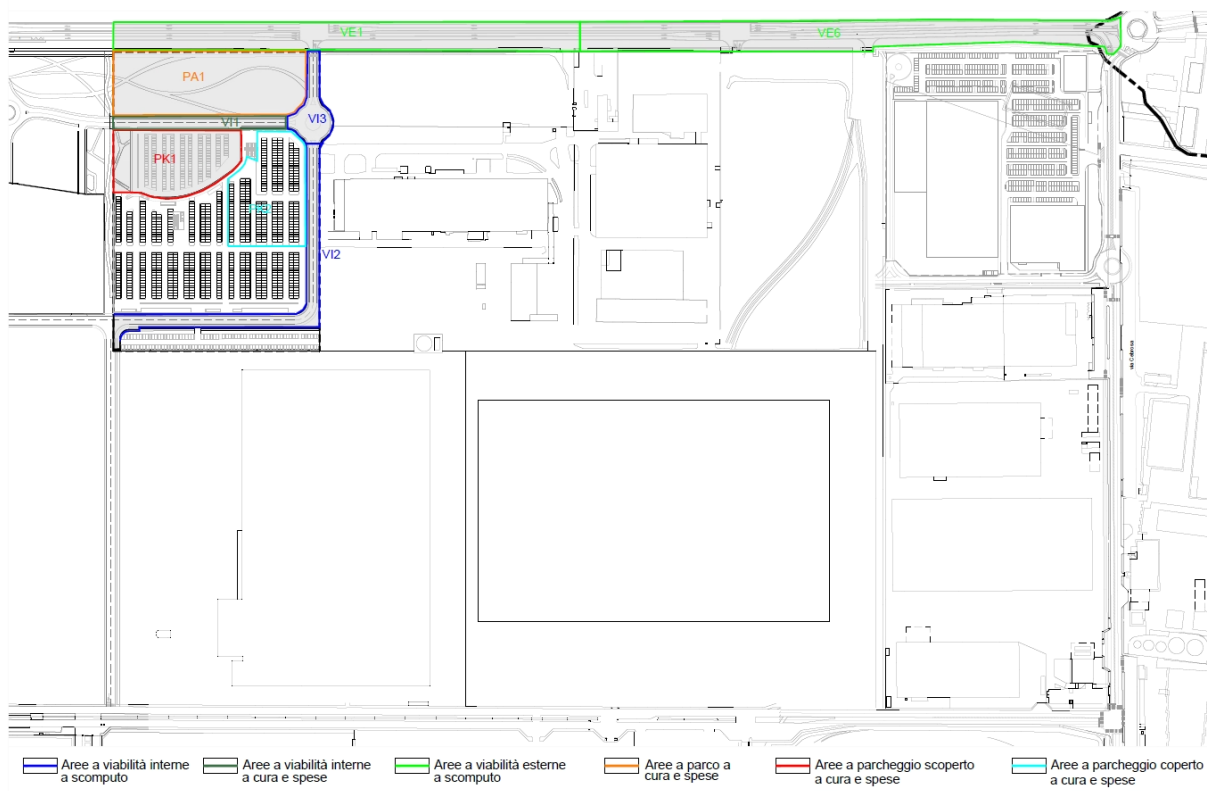 VE1
VE6
PA1
VI1
VI3
PK1
VI2
via Cebrosa
Aree a viabilità interne
a scomputo
Aree a viabilità interne
a cura e spese
Aree a viabilità esterne
a scomputo
Aree a parco a
cura e spese
Aree a parcheggio scoperto
a cura e spese
Aree a parcheggio coperto
a cura e spese